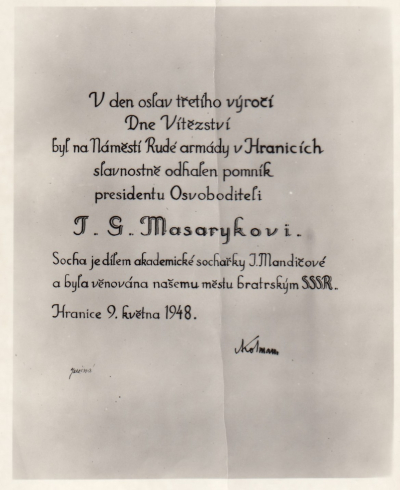 V den oslav třetího výročí
Dne Vítězství
byl na Náměstí Rudé armády v Hranicích
slavnostně odhalen pomník
presidentu Osvoboditeli
T. G. Masarykovi.
Socha je dílem akademické sochařky J. Mandičové
a byla věnována našemu městu bratrským SSSR.
Hranice 9. května 1948.